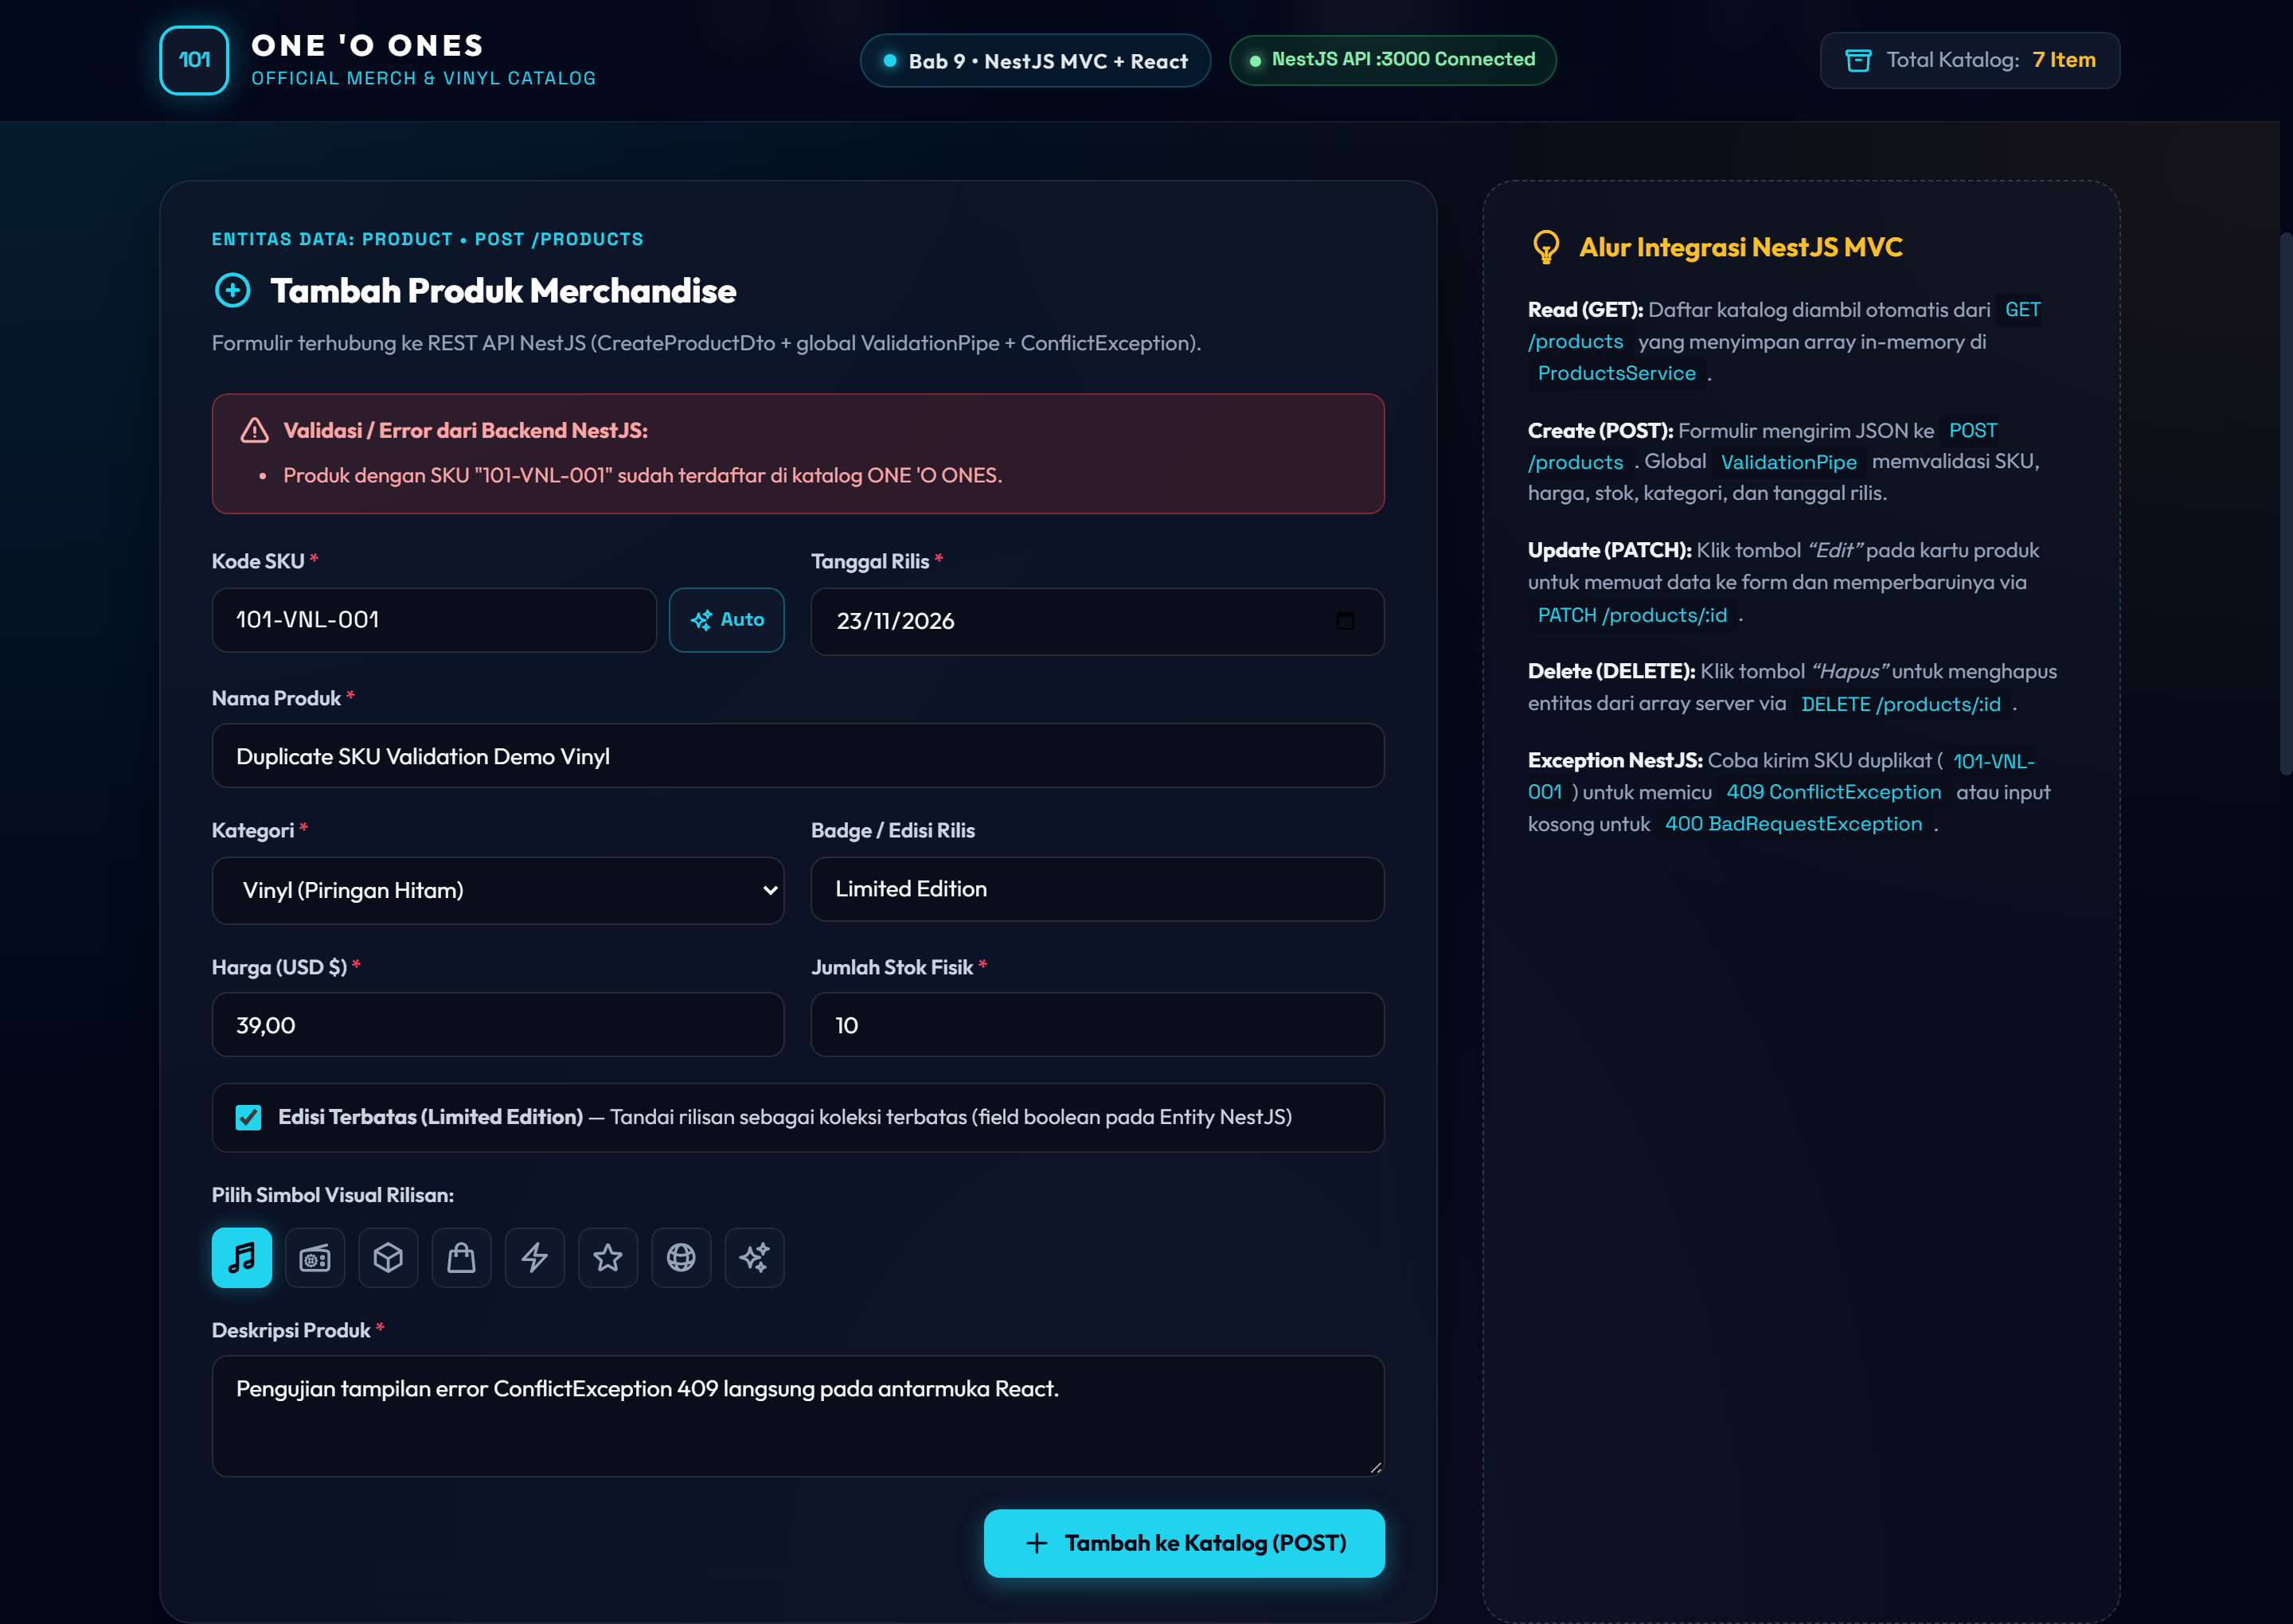 101
ONE 'O ONES
OFFICIAL MERCH & VINYL CATALOG
Bab 9 • NestJS MVC + React
NestJS API :3000 Connected
Total Katalog: 7 Item
ENTITAS DATA: PRODUCT • POST /PRODUCTS
Tambah Produk Merchandise
Formulir terhubung ke REST API NestJS (CreateProductDto + global ValidationPipe + ConflictException).
Validasi / Error dari Backend NestJS:
• Produk dengan SKU "101-VNL-001" sudah terdaftar di katalog ONE 'O ONES.
Kode SKU *
101-VNL-001
Auto
Tanggal Rilis *
23/11/2026
Nama Produk *
Duplicate SKU Validation Demo Vinyl
Kategori *
Vinyl (Piringan Hitam)
Badge / Edisi Rilis
Limited Edition
Harga (USD $) *
39,00
Jumlah Stok Fisik *
10
Edisi Terbatas (Limited Edition) — Tandai rilisan sebagai koleksi terbatas (field boolean pada Entity NestJS)
Pilih Simbol Visual Rilisan:
Deskripsi Produk *
Pengujian tampilan error ConflictException 409 langsung pada antarmuka React.
Tambah ke Katalog (POST)
Alur Integrasi NestJS MVC
Read (GET): Daftar katalog diambil otomatis dari GET
/products yang menyimpan array in-memory di
ProductsService .
Create (POST): Formulir mengirim JSON ke POST
/products . Global ValidationPipe memvalidasi SKU,
harga, stok, kategori, dan tanggal rilis.
Update (PATCH): Klik tombol “Edit” pada kartu produk
untuk memuat data ke form dan memperbaruinya via
PATCH /products/:id .
Delete (DELETE): Klik tombol “Hapus” untuk menghapus
entitas dari array server via DELETE /products/:id .
Exception NestJS: Coba kirim SKU duplikat ( 101-VNL-
001 ) untuk memicu 409 ConflictException atau input
kosong untuk 400 BadRequestException .